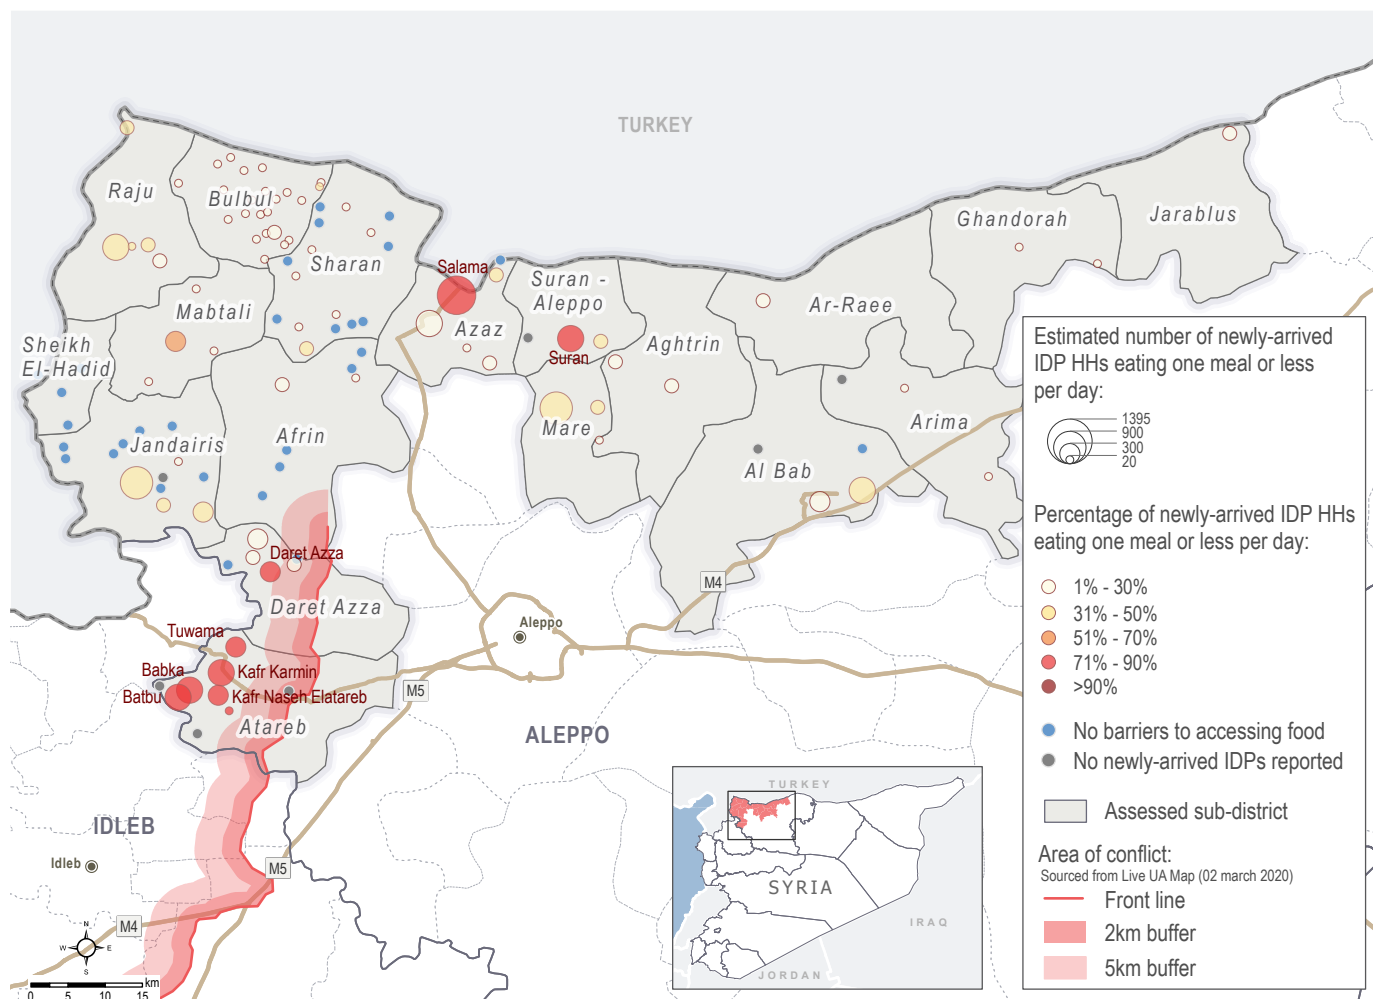 TURKEY
Raju
Bulbul
Sharan
Mabtali
Sheikh
El-Hadid
Jandairis
Afrin
Salama
Azaz
Suran -
Aleppo
Suran
Mare
Aghtrin
Ar-Raee
Ghandorah
Jarablus
Al Bab
Arima
Daret Azza
Daret Azza
Tuwama
Babka
Batbu
Kafr Karmin
Kafr Naseh Elatareb
Atareb
Aleppo
M4
M5
ALEPPO
IDLEB
Idleb
M5
M4
N
W
E
S
km
0
5
10
15
TURKEY
SYRIA
IRAQ
JORDAN
Estimated number of newly-arrived
IDP HHs eating one meal or less
per day:
1395
900
300
20
Percentage of newly-arrived IDP HHs
eating one meal or less per day:
1% - 30%
31% - 50%
51% - 70%
71% - 90%
>90%
No barriers to accessing food
No newly-arrived IDPs reported
Assessed sub-district
Area of conflict:
Sourced from Live UA Map (02 march 2020)
Front line
2km buffer
5km buffer